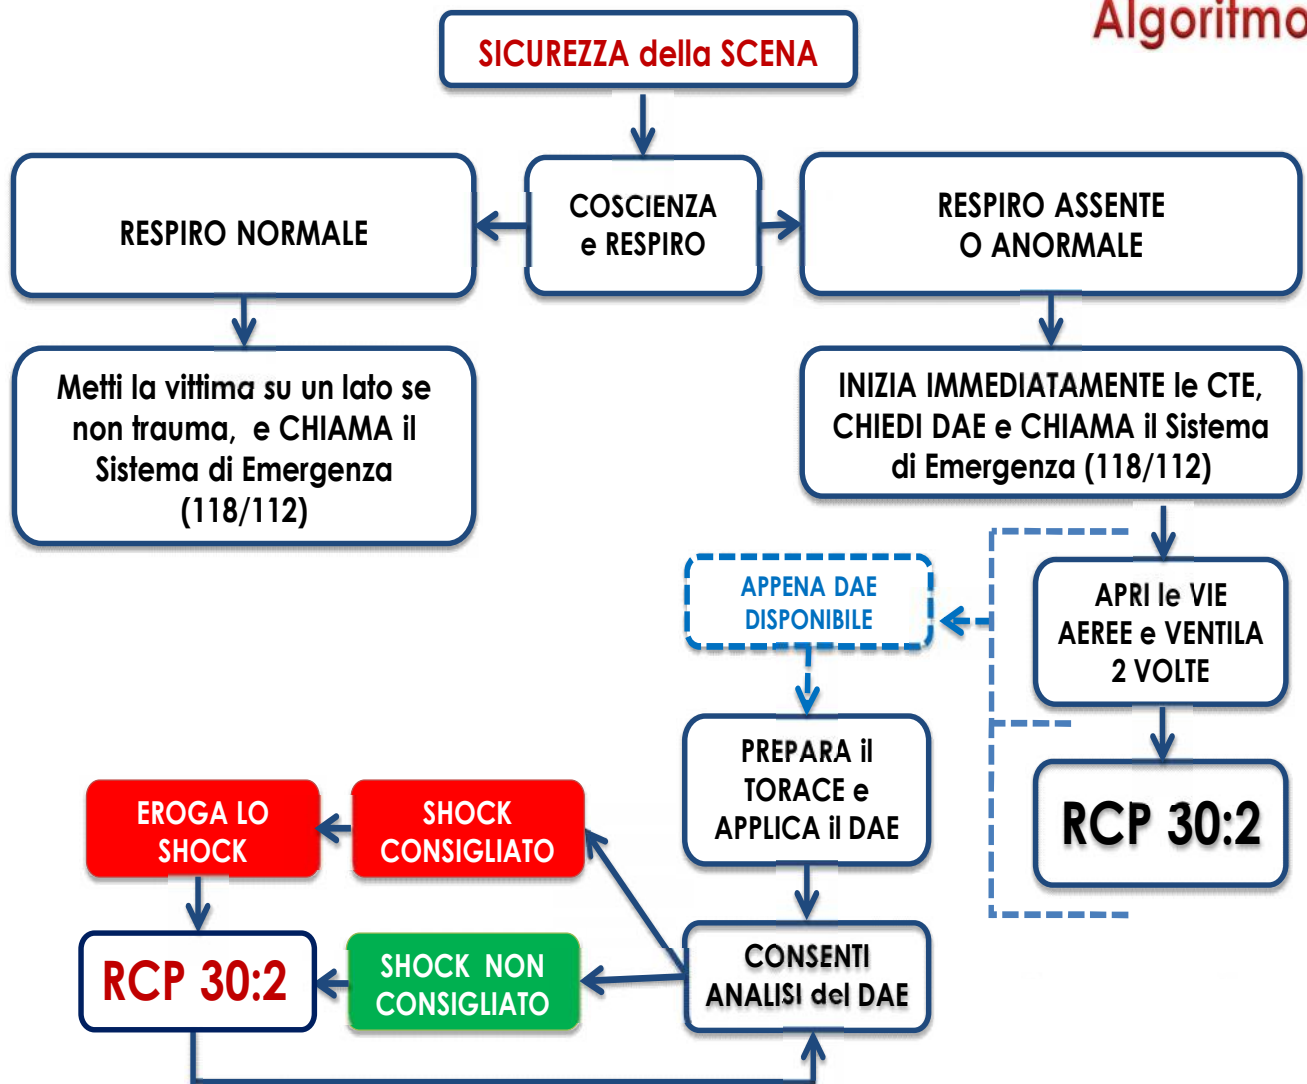 Algoritmo
SICUREZZA della SCENA
RESPIRO NORMALE
COSCIENZA
e RESPIRO
RESPIRO ASSENTE
O ANORMALE
Metti la vittima su un lato se
non trauma, e CHIAMA il
Sistema di Emergenza
(118/112)
INIZIA IMMEDIATAMENTE le CTE,
CHIEDI DAE e CHIAMA il Sistema
di Emergenza (118/112)
APPENA DAE
DISPONIBILE
APRI le VIE
AEREE e VENTILA
2 VOLTE
PREPARA il
TORACE e
APPLICA il DAE
RCP 30:2
EROGA LO
SHOCK
SHOCK
CONSIGLIATO
RCP 30:2
SHOCK NON
CONSIGLIATO
CONSENTI
ANALISI del DAE